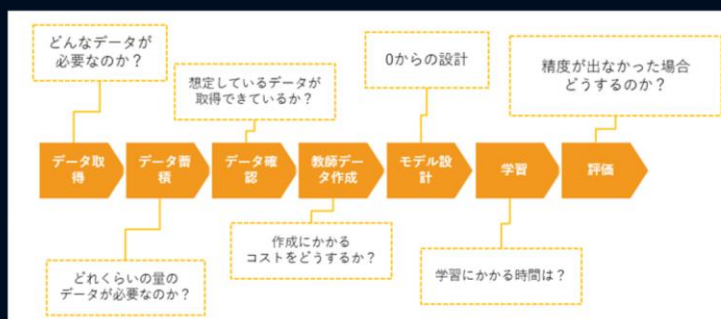 どんなデータが
必要なのか？
想定しているデータが
取得できているか？
0からの設計
精度が出なかった場合
どうするのか？
データ取
得
データ蓄
積
データ確
認
教師デー
タ作成
モデル設
計
学習
評価
どれくらいの量の
データが必要なのか？
作成にかかる
コストをどうするか？
学習にかかる時間は？